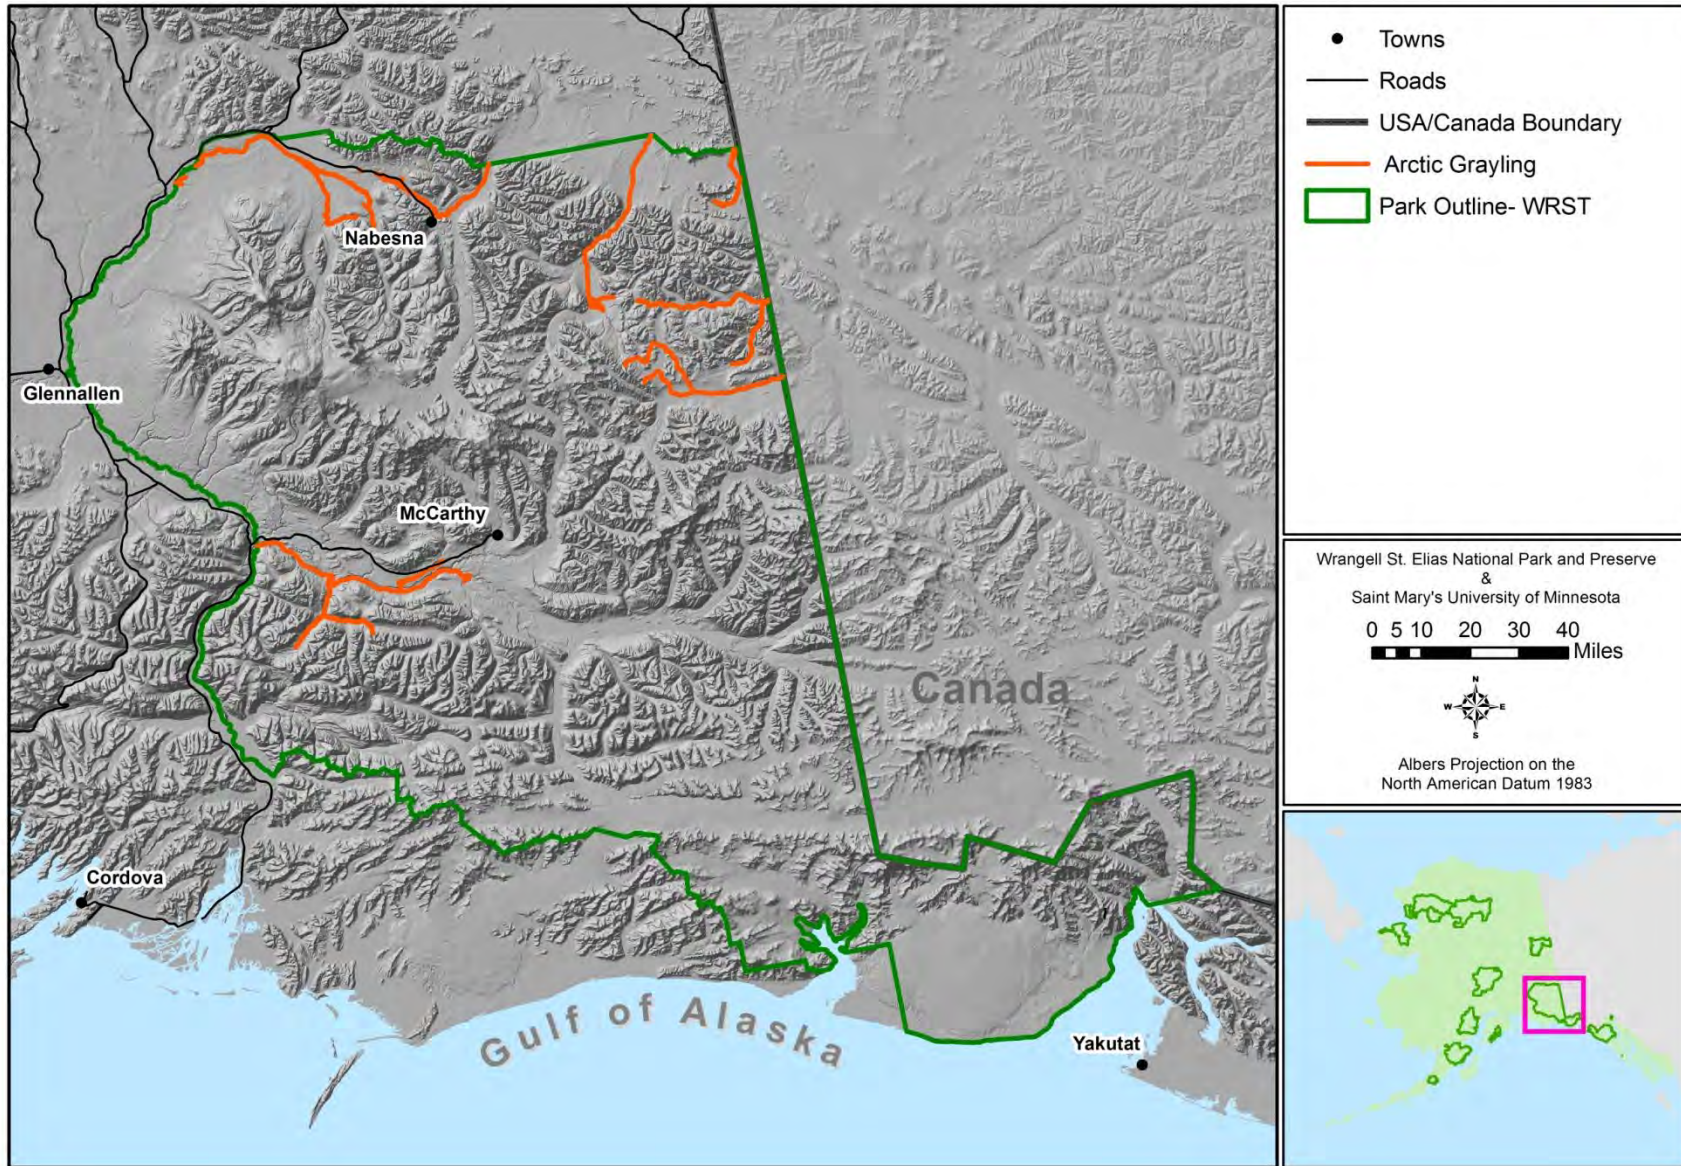 Nabesna
Glennallen
McCarthy
Canada
Cordova
Gulf of Alaska
Yakutat
Towns
Roads
USA/Canada Boundary
Arctic Grayling
Park Outline- WRST
Wrangell St. Elias National Park and Preserve
&
Saint Mary's University of Minnesota
0 5 10 20 30 40
Miles
N
W E
S
Albers Projection on the
North American Datum 1983